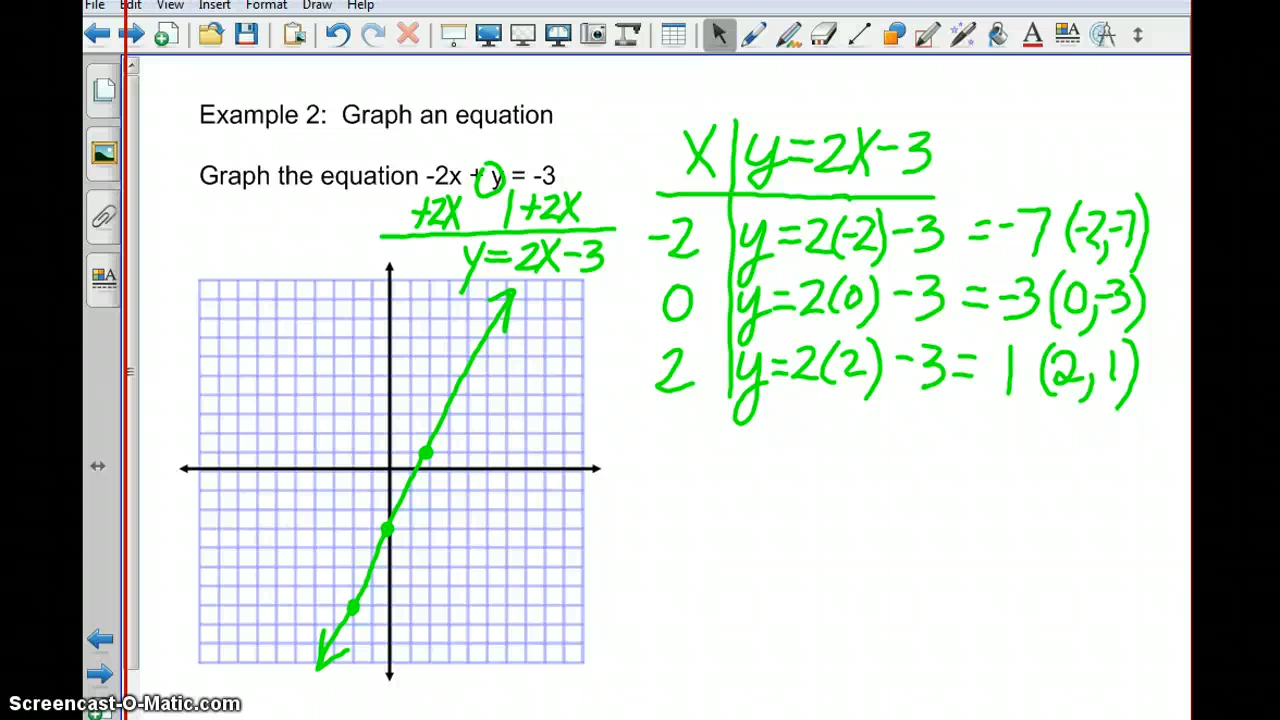 File Edit View Insert Format Draw Help
Example 2: Graph an equation
Graph the equation -2x + y = -3
0
+2x | +2x
y=2x-3
x | y=2x-3
-2 | y=2(-2)-3 =-7 (-2,-7)
0 | y=2(0)-3 =-3 (0,-3)
2 | y=2(2)-3= 1 (2,1)
Screencast-O-Matic.com